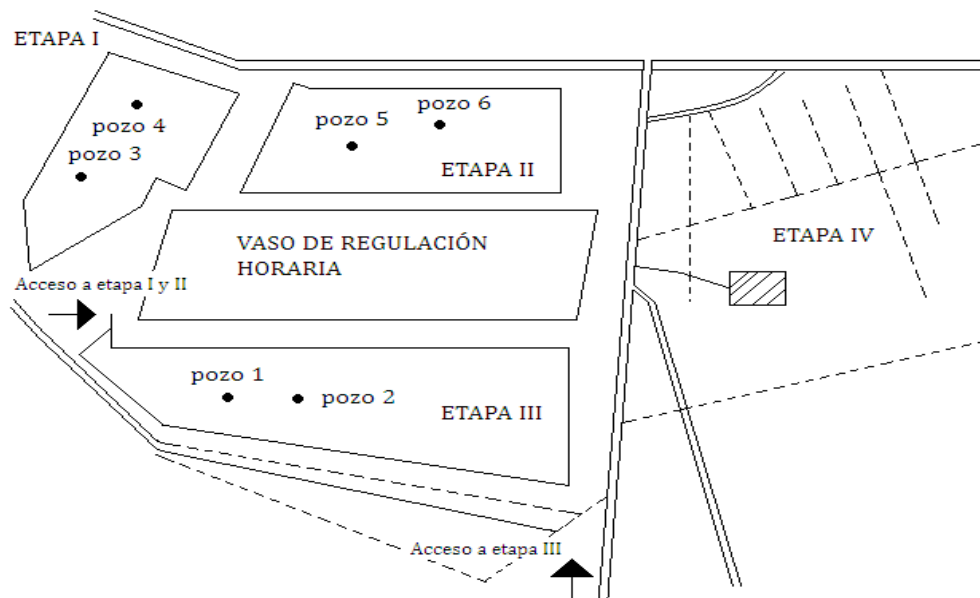 ETAPA I
pozo 4
pozo 3
pozo 5
pozo 6
ETAPA II
VASO DE REGULACIÓN
HORARIA
ETAPA IV
Acceso a etapa I y II
pozo 1
pozo 2
ETAPA III
Acceso a etapa III